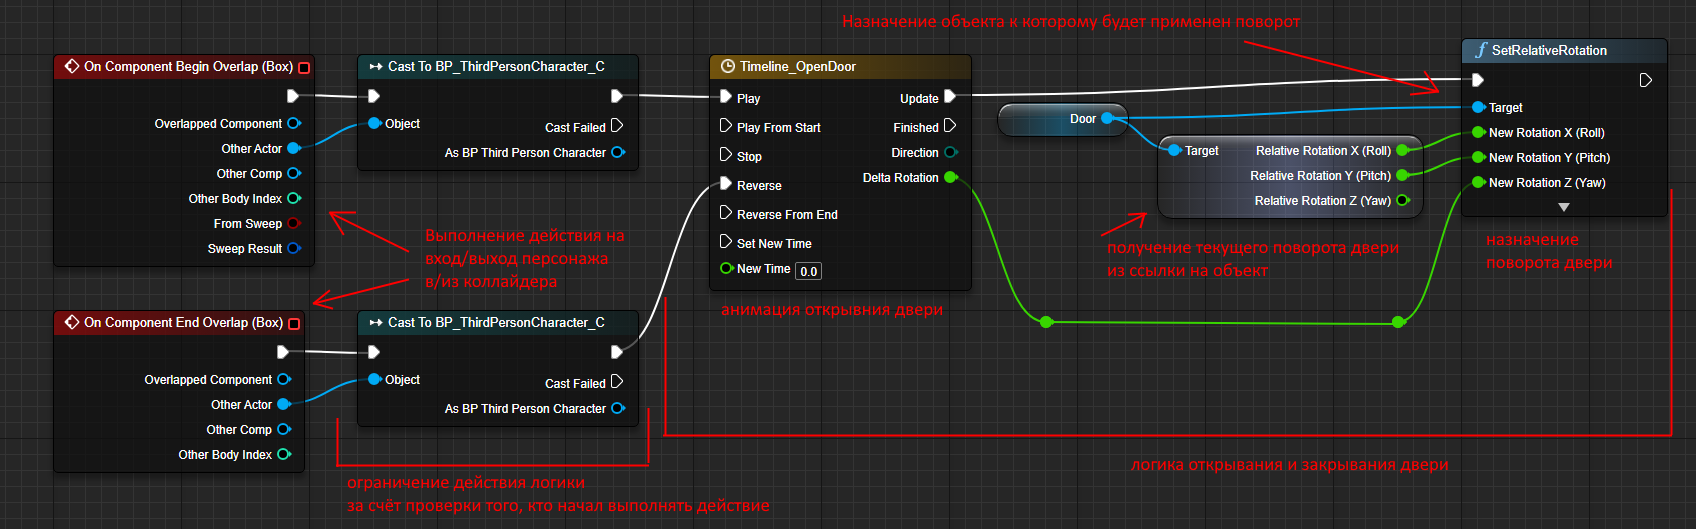 Назначение объекта к которому будет применен поворот
On Component Begin Overlap (Box)
Overlapped Component
Other Actor
Other Comp
Other Body Index
From Sweep
Sweep Result
Cast To BP_ThirdPersonCharacter_C
Object
Cast Failed
As BP Third Person Character
Timeline_OpenDoor
Play
Update
Play From Start
Finished
Stop
Direction
Reverse
Delta Rotation
Reverse From End
Set New Time
New Time 0.0
Door
Target
Relative Rotation X (Roll)
Relative Rotation Y (Pitch)
Relative Rotation Z (Yaw)
f SetRelativeRotation
Target
New Rotation X (Roll)
New Rotation Y (Pitch)
New Rotation Z (Yaw)
Выполнение действия на
вход/выход персонажа
в/из коллайдера
получение текущего поворота двери
из ссылки на объект
назначение
поворота двери
анимация открывния двери
On Component End Overlap (Box)
Overlapped Component
Other Actor
Other Comp
Other Body Index
Cast To BP_ThirdPersonCharacter_C
Object
Cast Failed
As BP Third Person Character
логика открывания и закрывания двери
ограничение действия логики
за счёт проверки того, кто начал выполнять действие